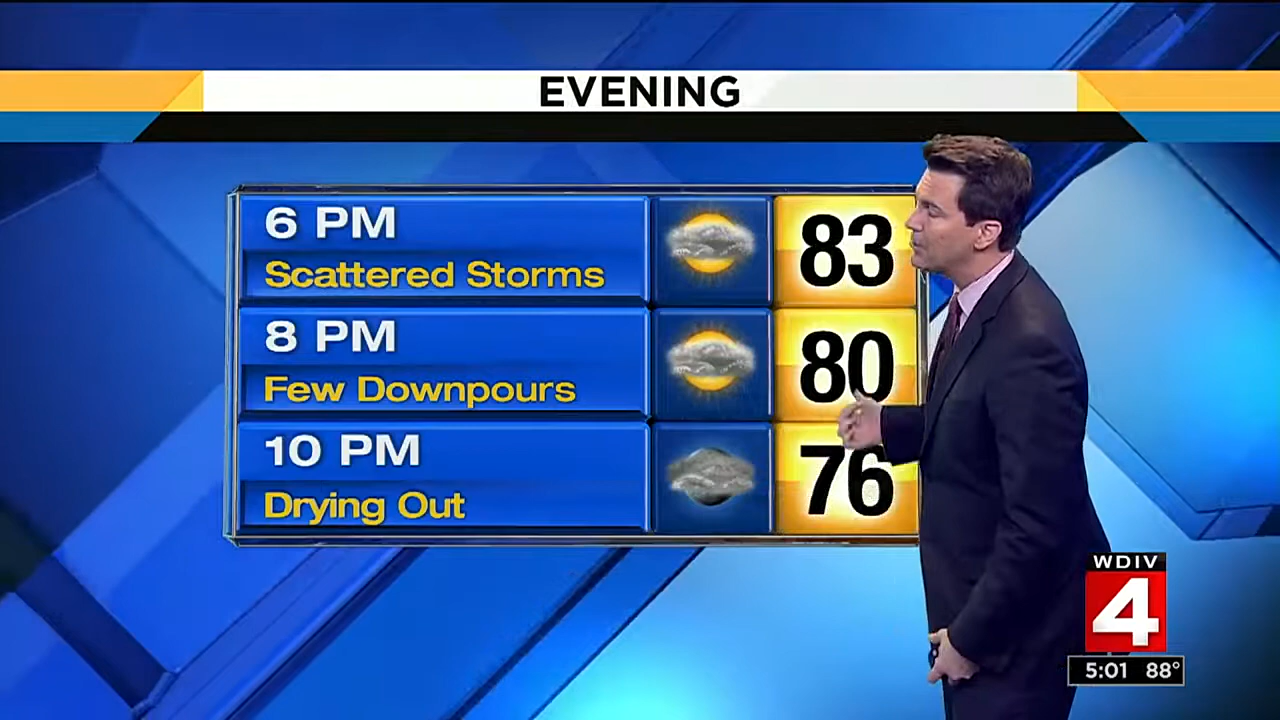 EVENING
6 PM
Scattered Storms
83
8 PM
Few Downpours
80
10 PM
Drying Out
76
WDIV
4
5:01 88°